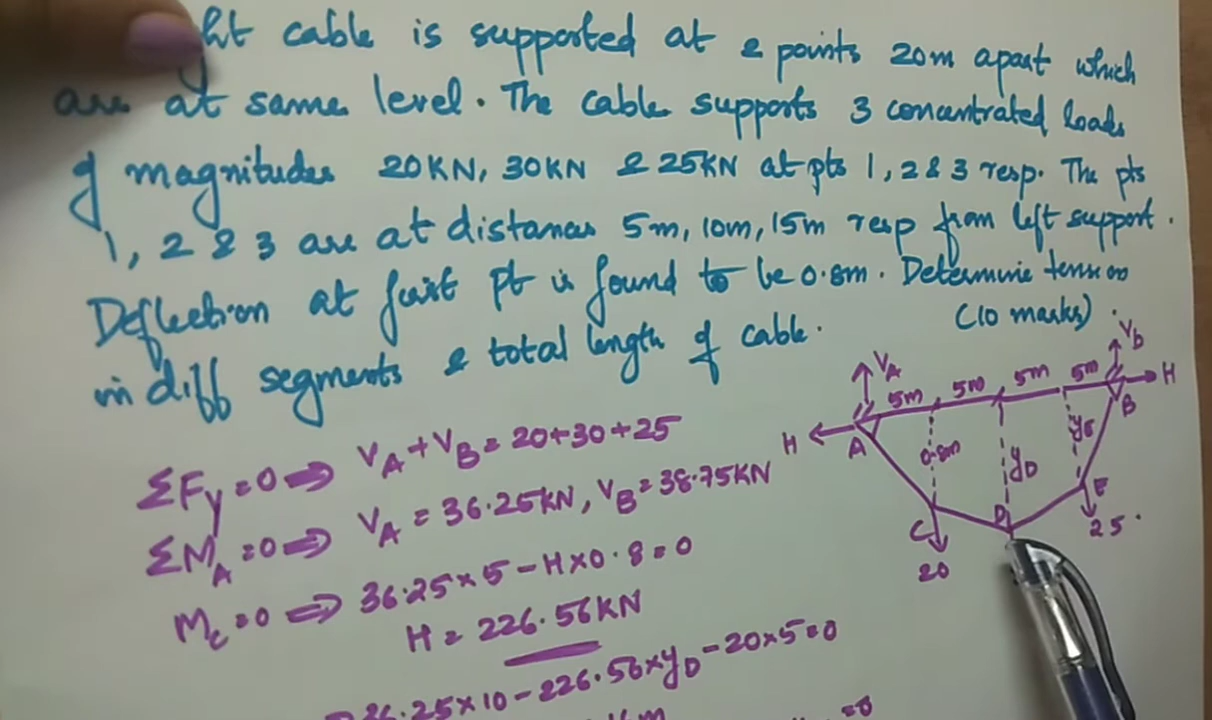 ht cable is supported at 2 points 20m apart which
are at same level. The cable supports 3 concentrated loads
of magnitudes 20KN, 30KN & 25KN at pts 1, 2 & 3 resp. The pts
1, 2 & 3 are at distances 5m, 10m, 15m resp from left support.
Deflection at first pt is found to be 0.8m. Determine tension
in diff segments & total length of cable. (10 marks).
ΣFy=0 ⇒ VA+VB=20+30+25
ΣMA=0 ⇒ VA = 36.25KN, VB=38.75KN
Mc=0 ⇒ 36.25×5-H×0.8=0
H = 226.56KN
36.25×10-226.56×yD-20×5=0
m =0
VA
Vb
H
A
5m
5m
5m
5m
B
H
0.8m
yD
yE
C
D
E
20
25.